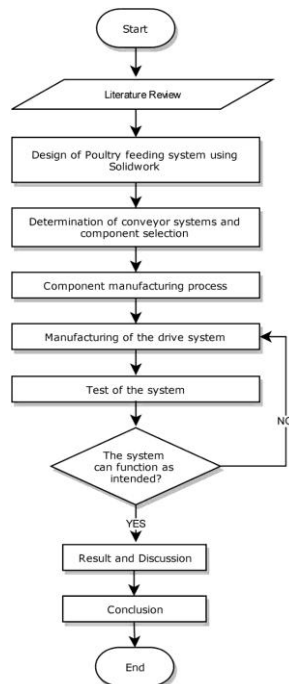 Start
Literature Review
Design of Poultry feeding system using
Solidwork
Determination of conveyor systems and
component selection
Component manufacturing process
Manufacturing of the drive system
Test of the system
The system
can function as
intended?
NO
YES
Result and Discussion
Conclusion
End